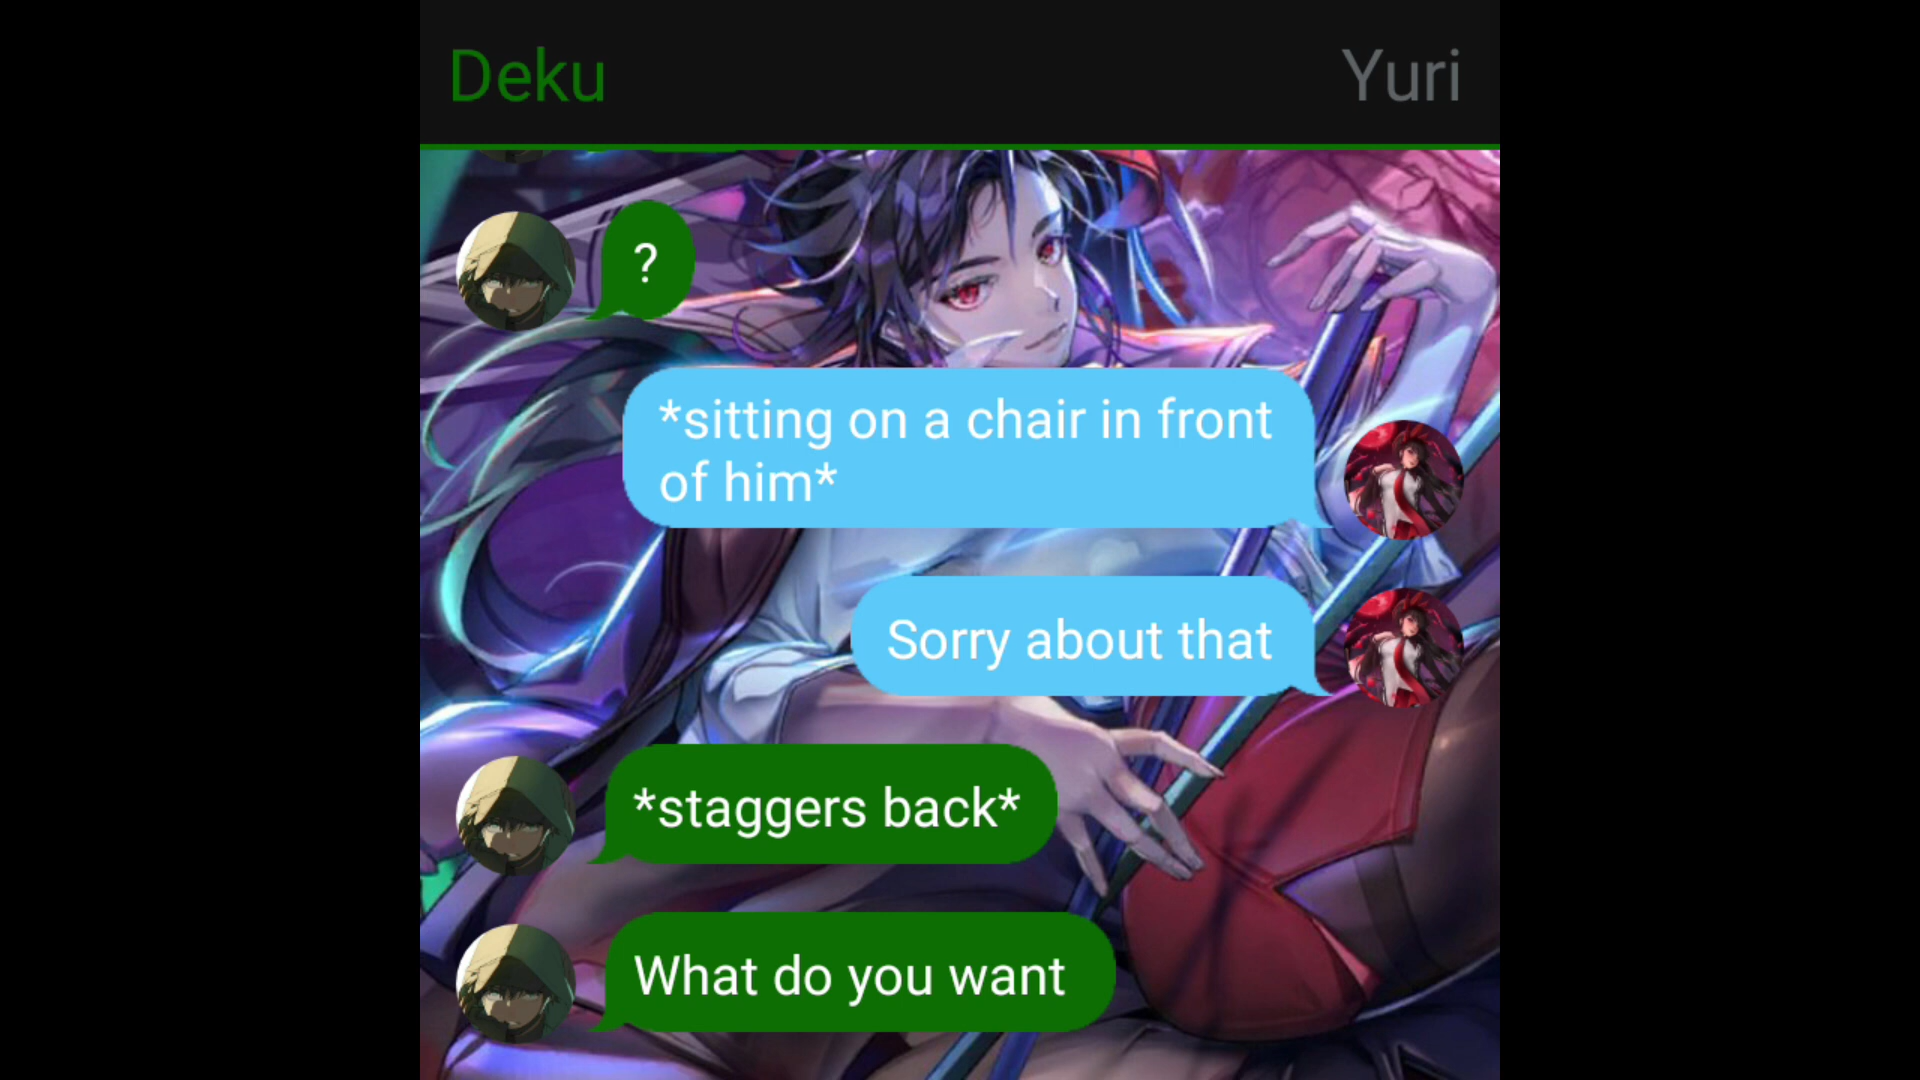 Deku
Yuri
?
*sitting on a chair in front
of him*
Sorry about that
*staggers back*
What do you want